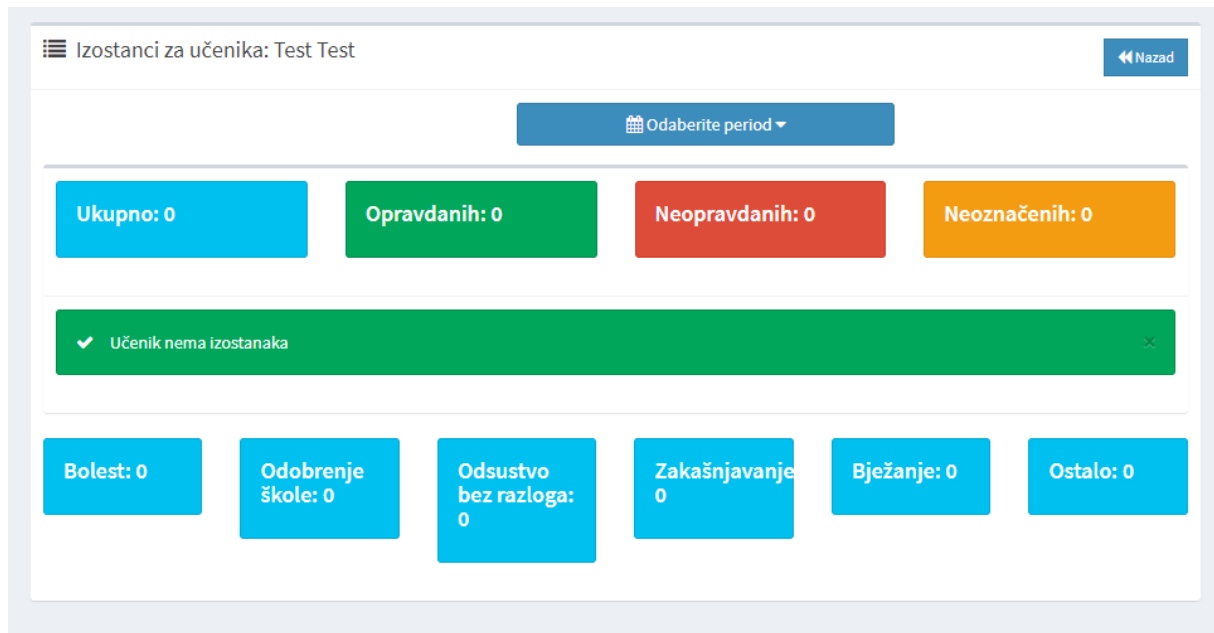 Izostanci za učenika: Test Test
Nazad
Odaberite period
Ukupno: 0
Opravdanih: 0
Neopravdanih: 0
Neoznačenih: 0
Učenik nema izostanaka
×
Bolest: 0
Odobrenje
škole: 0
Odsustvo
bez razloga:
0
Zakašnjavanje
0
Bježanje: 0
Ostalo: 0